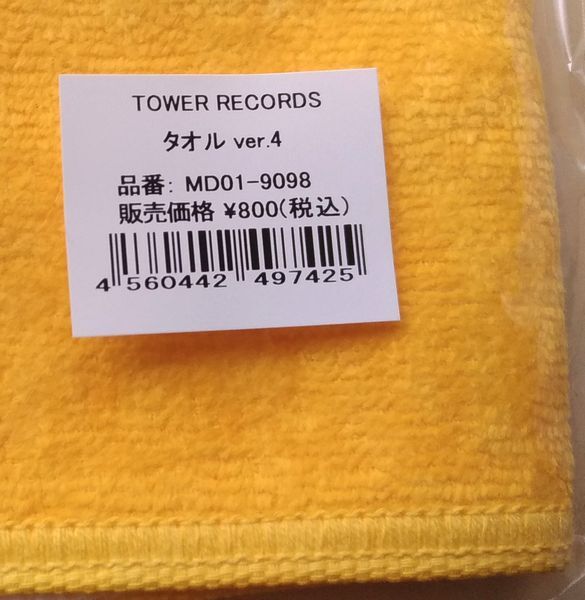 TOWER RECORDS
タオル ver.4
品番: MD01-9098
販売価格 ¥800(税込)
4 560442 497425